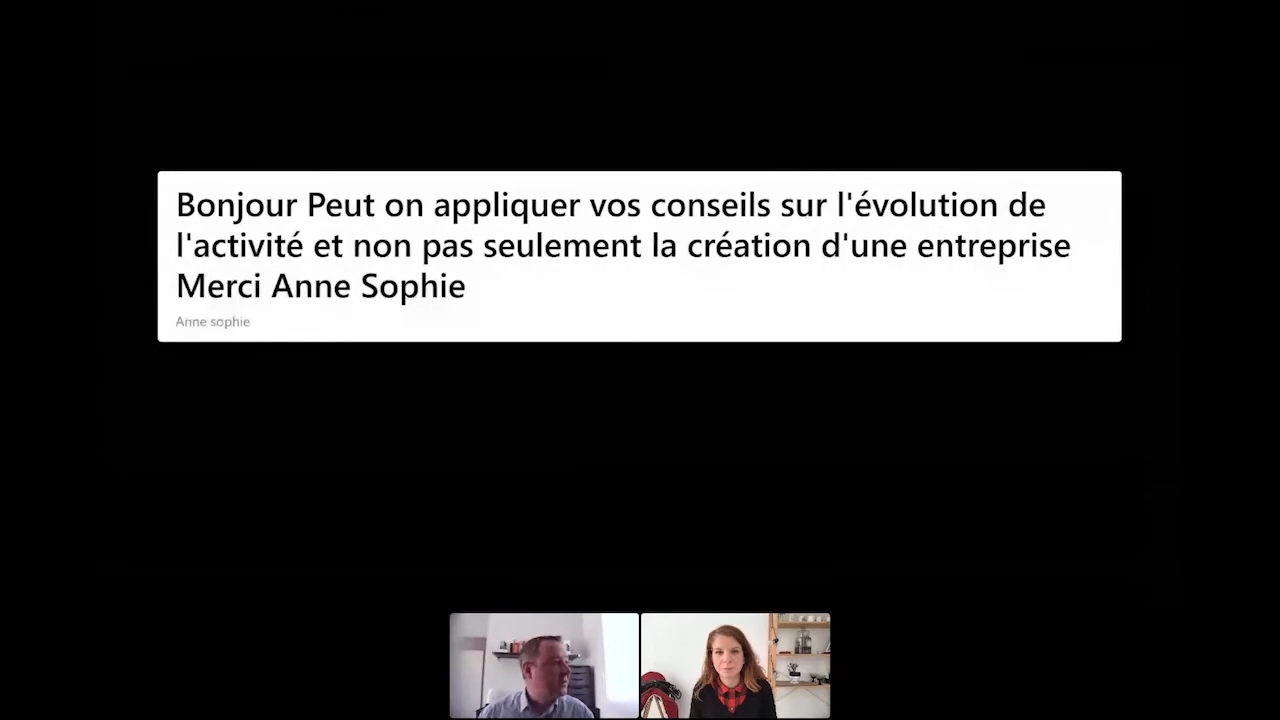 Bonjour Peut on appliquer vos conseils sur l'évolution de
l'activité et non pas seulement la création d'une entreprise
Merci Anne Sophie
Anne sophie